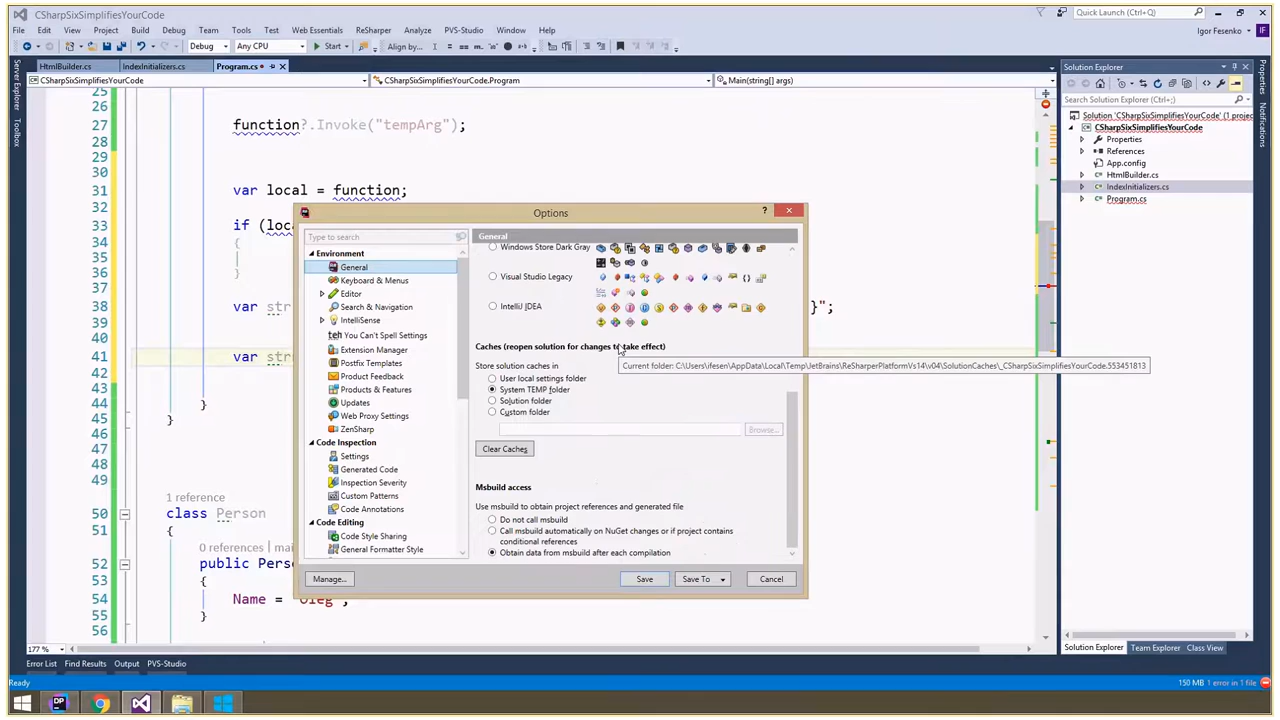 CSharpSixSimplifiesYourCode
Quick Launch (Ctrl+;)
File Edit View Project Build Debug Team Tools Test Web Essentials ReSharper Analyze PVS-Studio Window Help
Igor Fesenko IF
Debug Any CPU Start Align by...
HtmlBuilder.cs IndexInitializers.cs Program.cs
CSharpSixSimplifiesYourCode CSharpSixSimplifiesYourCode.Program Main(string[] args)
Server Explorer
Toolbox
25
27 function?.Invoke("tempArg");
28
29
30
31 var local = function;
32
33 if (loca
34 {
35
36 }
37
38 var str }";
39
40
41 var str
42
43
44 }
45 }
46
47
48
49
1 reference
50 class Person
51 {
0 references | mai
52 public Pers
53 {
54 Name = "Oleg";
55 }
56
177 %
Options
?
Type to search
Environment
General
Keyboard & Menus
Editor
Search & Navigation
IntelliSense
teh You Can't Spell Settings
Extension Manager
Postfix Templates
Product Feedback
Products & Features
Updates
Web Proxy Settings
ZenSharp
Code Inspection
Settings
Generated Code
Inspection Severity
Custom Patterns
Code Annotations
Code Editing
Code Style Sharing
General Formatter Style
General
Windows Store Dark Gray
Visual Studio Legacy
IntelliJ IDEA
Caches (reopen solution for changes to take effect)
Store solution caches in
User local settings folder
System TEMP folder
Solution folder
Custom folder
Browse...
Clear Caches
Current folder: C:\Users\ifesen\AppData\Local\Temp\JetBrains\ReSharperPlatformVs14\v04\SolutionCaches\_CSharpSixSimplifiesYourCode.553451813
Msbuild access
Use msbuild to obtain project references and generated file
Do not call msbuild
Call msbuild automatically on NuGet changes or if project contains
conditional references
Obtain data from msbuild after each compilation
Manage... Save Save To Cancel
Solution Explorer
Search Solution Explorer (Ctrl+;)
Solution 'CSharpSixSimplifiesYourCode' (1 projec
CSharpSixSimplifiesYourCode
Properties
References
App.config
HtmlBuilder.cs
IndexInitializers.cs
Program.cs
Solution Explorer Team Explorer Class View
Properties
Notifications
Error List Find Results Output PVS-Studio
Ready
150 MB 1 error in 1 file
DP